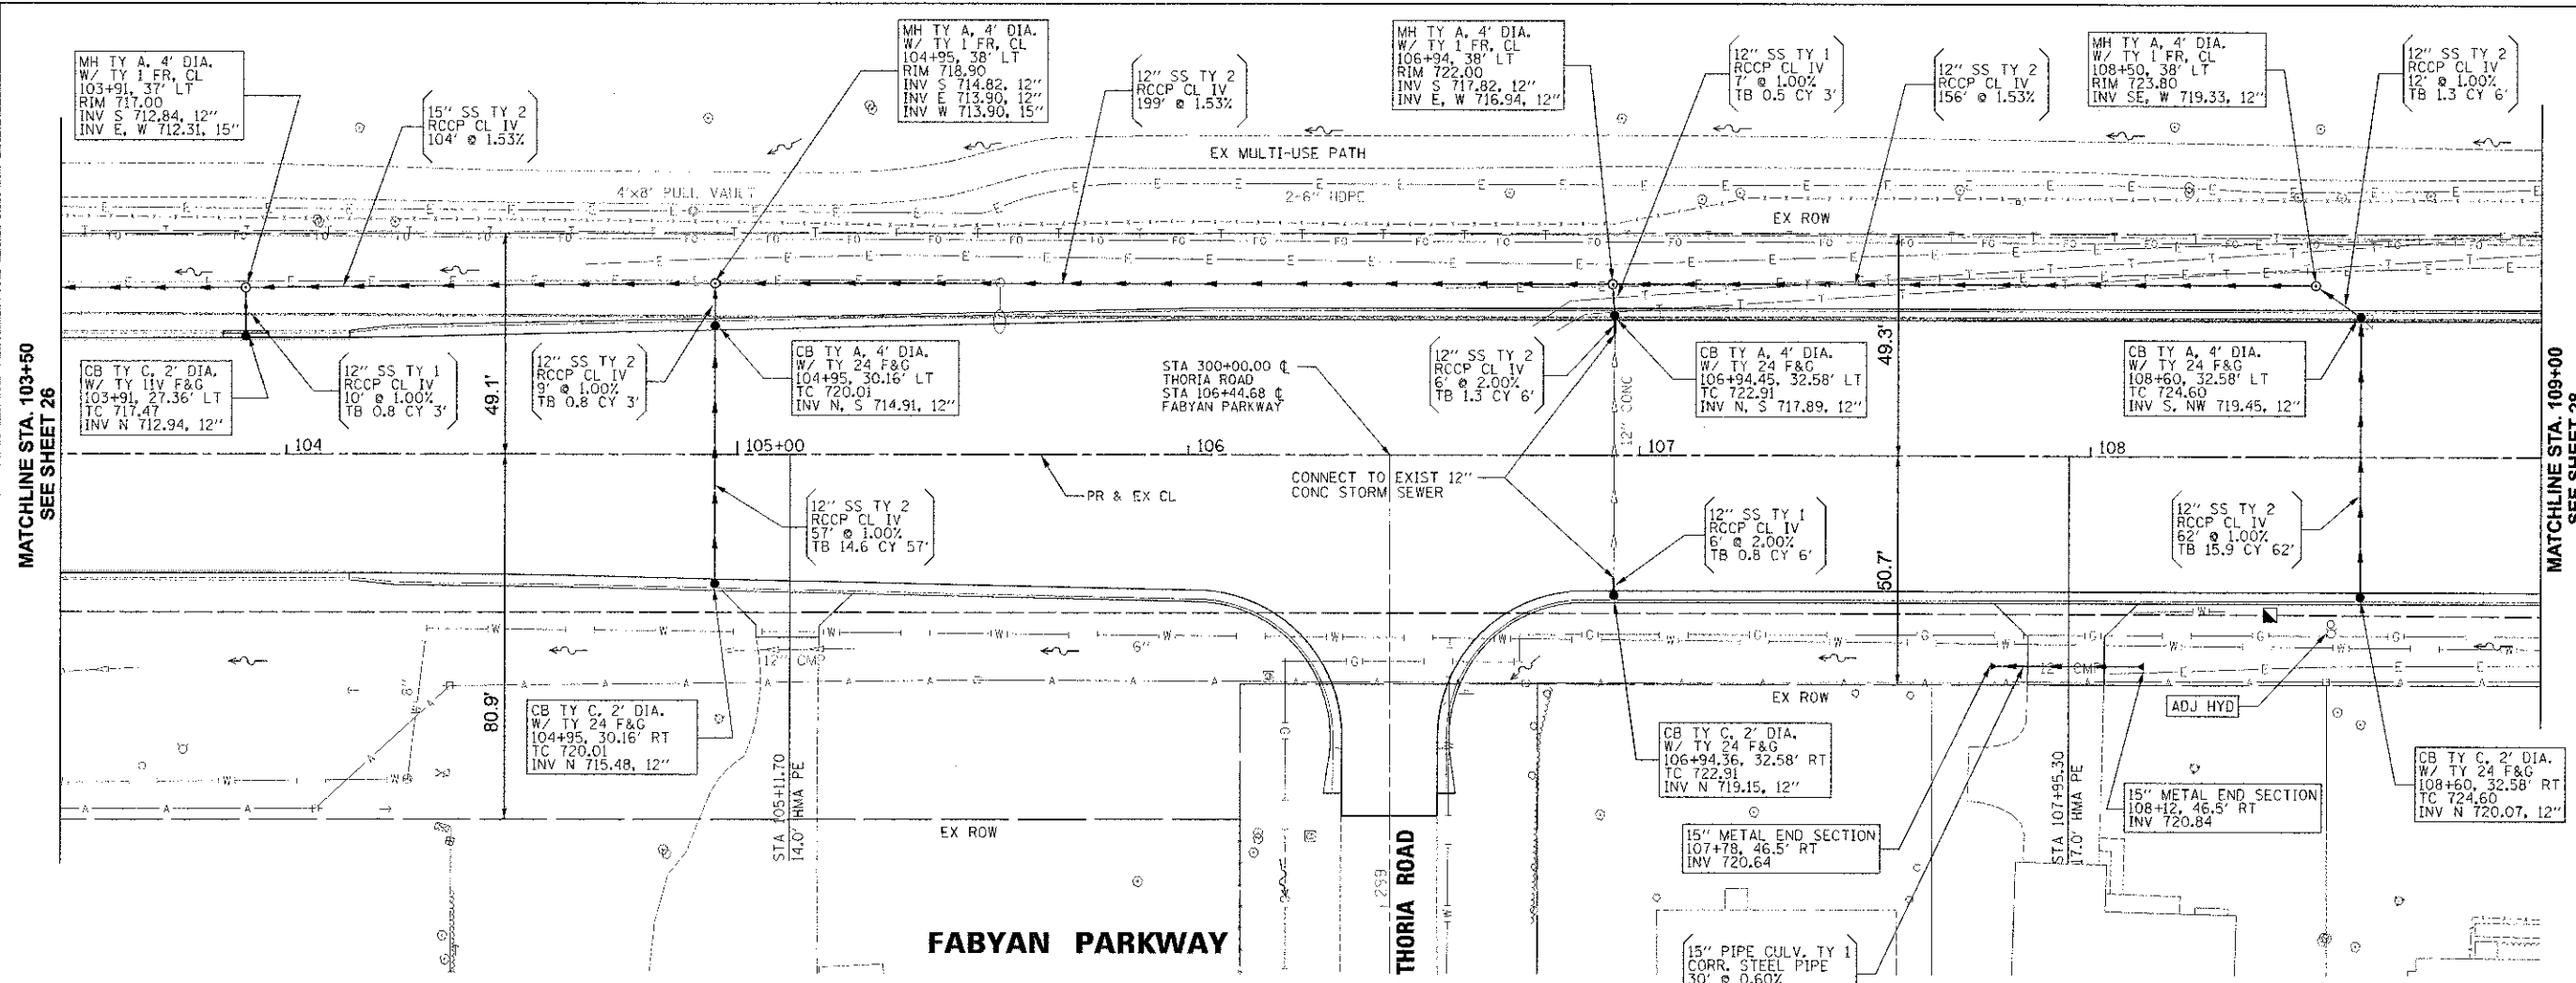 MH TY A, 4' DIA.
W/ TY 1 FR, CL
103+91, 37' LT
RIM 717.00
INV S 712.84, 12"
INV E, W 712.31, 15"
15" SS TY 2
RCCP CL IV
104' @ 1.53%
MH TY A, 4' DIA.
W/ TY 1 FR, CL
104+95, 38' LT
RIM 718.90
INV S 714.82, 12"
INV E 713.90, 12"
INV W 713.90, 15"
12" SS TY 2
RCCP CL IV
199' @ 1.53%
MH TY A, 4' DIA.
W/ TY 1 FR, CL
106+94, 38' LT
RIM 722.00
INV S 717.82, 12"
INV E, W 716.94, 12"
12" SS TY 1
RCCP CL IV
7' @ 1.00%
TB 0.5 CY 3'
12" SS TY 2
RCCP CL IV
156' @ 1.53%
MH TY A, 4' DIA.
W/ TY 1 FR, CL
108+50, 38' LT
RIM 723.80
INV SE, W 719.33, 12"
12" SS TY 2
RCCP CL IV
12' @ 1.00%
TB 1.3 CY 6'
EX MULTI-USE PATH
4'x8' PULL VAULT
2-6" HDPE
EX ROW
MATCHLINE STA. 103+50
SEE SHEET 26
CB TY C, 2' DIA.
W/ TY 11V F&G
103+91, 27.36' LT
TC 717.47
INV N 712.94, 12"
12" SS TY 1
RCCP CL IV
10' @ 1.00%
TB 0.8 CY 3'
49.1'
12" SS TY 2
RCCP CL IV
9' @ 1.00%
TB 0.8 CY 3'
CB TY A, 4' DIA.
W/ TY 24 F&G
104+95, 30.16' LT
TC 720.01
INV N, S 714.91, 12"
STA 300+00.00 ℄
THORIA ROAD
STA 106+44.68 ℄
FABYAN PARKWAY
12" SS TY 2
RCCP CL IV
6' @ 2.00%
TB 1.3 CY 6'
12" CONC
CB TY A, 4' DIA.
W/ TY 24 F&G
106+94.45, 32.58' LT
TC 722.91
INV N, S 717.89, 12"
49.3'
CB TY A, 4' DIA.
W/ TY 24 F&G
108+60, 32.58' LT
TC 724.60
INV S, NW 719.45, 12"
MATCHLINE STA. 109+00
SEE SHEET 28
104
105+00
106
107
108
PR & EX CL
CONNECT TO EXIST 12"
CONC STORM SEWER
12" SS TY 2
RCCP CL IV
57' @ 1.00%
TB 14.6 CY 57'
12" SS TY 1
RCCP CL IV
6' @ 2.00%
TB 0.8 CY 6'
50.7'
12" SS TY 2
RCCP CL IV
62' @ 1.00%
TB 15.9 CY 62'
8"
12" CMP
6"
12" CMP
80.9'
CB TY C, 2' DIA.
W/ TY 24 F&G
104+95, 30.16' RT
TC 720.01
INV N 715.48, 12"
STA 105+11.70
14.0' HMA PE
EX ROW
EX ROW
ADJ HYD
CB TY C, 2' DIA.
W/ TY 24 F&G
106+94.36, 32.58' RT
TC 722.91
INV N 719.15, 12"
15" METAL END SECTION
107+78, 46.5' RT
INV 720.64
STA 107+95.30
17.0' HMA PE
15" METAL END SECTION
108+12, 46.5' RT
INV 720.84
CB TY C, 2' DIA.
W/ TY 24 F&G
108+60, 32.58' RT
TC 724.60
INV N 720.07, 12"
299
THORIA ROAD
FABYAN PARKWAY
15" PIPE CULV, TY 1
CORR. STEEL PIPE
30' @ 0.60%